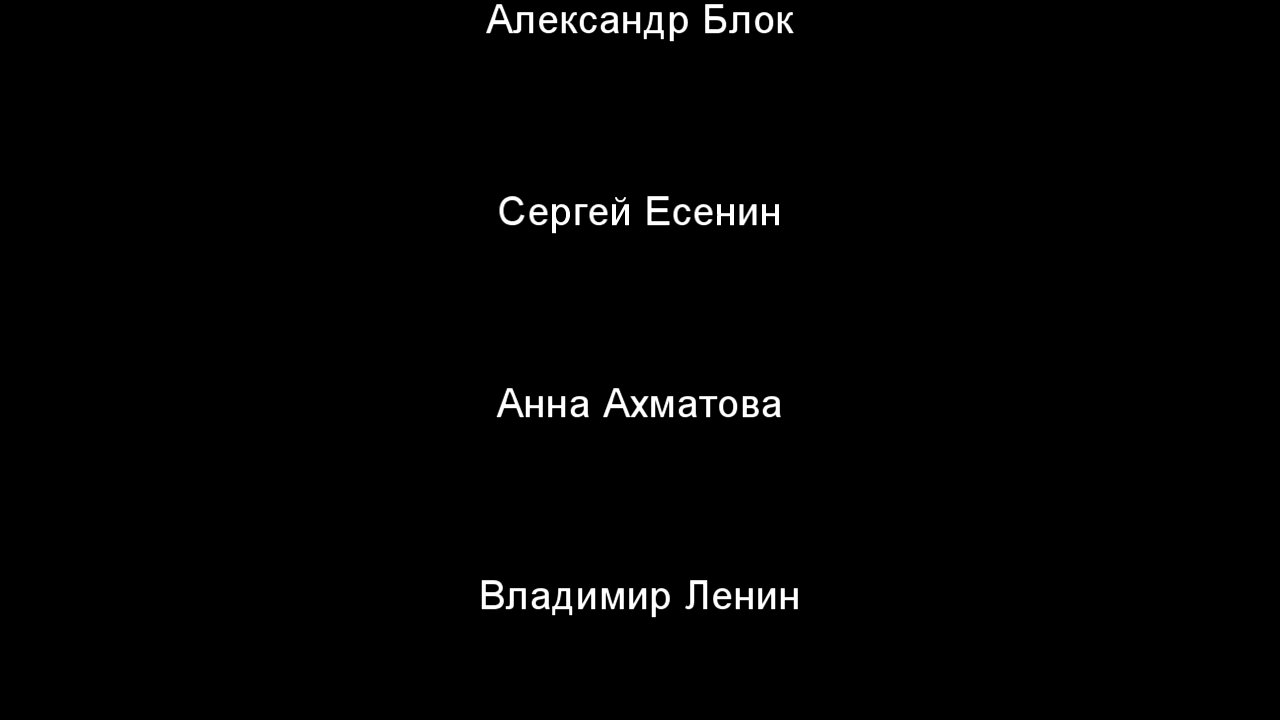 Александр Блок
Сергей Есенин
Анна Ахматова
Владимир Ленин